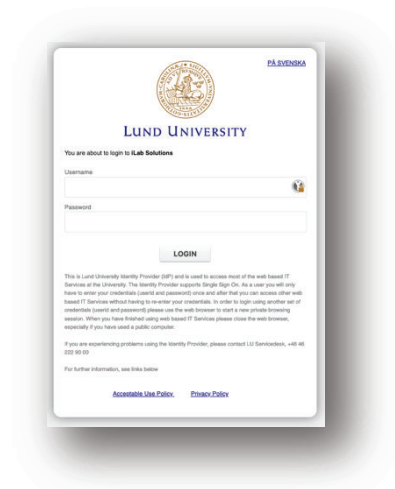 PÅ SVENSKA
LUND UNIVERSITY
You are about to login to iLab Solutions
Username
Password
LOGIN
This is Lund University Identity Provider (IdP) and is used to access most of the web based IT
Services at the University. The Identity Provider supports Single Sign On. As a user you will only
have to enter your credentials (userid and password) once and after that you can access other web
based IT Services without having to re-enter your credentials. In order to login using another set of
credentials (userid and password) please use the web browser to start a new private browsing
session. When you have finished using web based IT Services please close the web browser,
especially if you have used a public computer.
If you are experiencing problems using the Identity Provider, please contact LU Servicedesk, +46 46
222 90 00
For further information, see links below
Acceptable Use Policy Privacy Policy